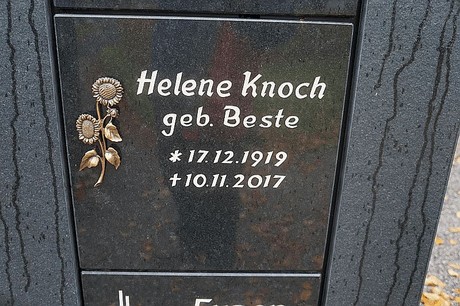 Helene Knoch
geb. Beste
* 17.12.1919
† 10.11.2017